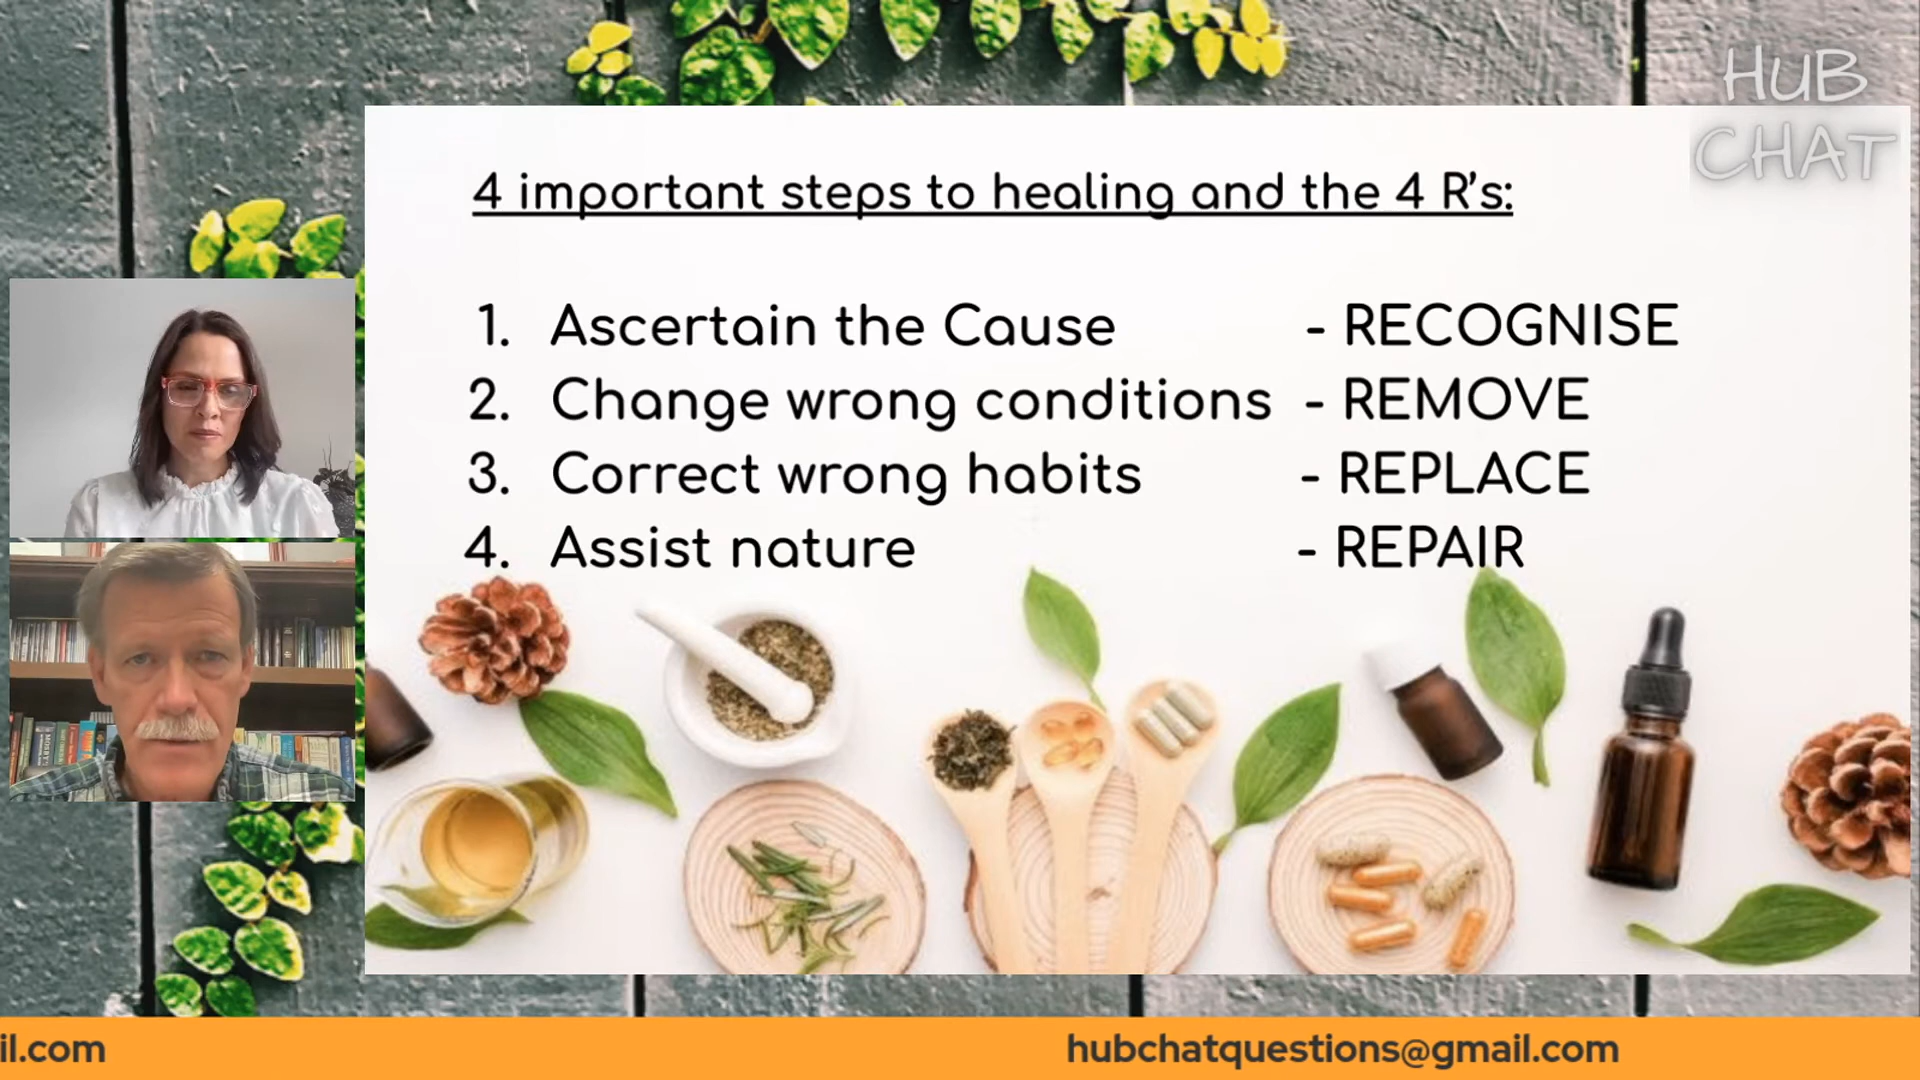 HUB
CHAT
4 important steps to healing and the 4 R's:
1. Ascertain the Cause - RECOGNISE
2. Change wrong conditions - REMOVE
3. Correct wrong habits - REPLACE
4. Assist nature - REPAIR
il.com hubchatquestions@gmail.com